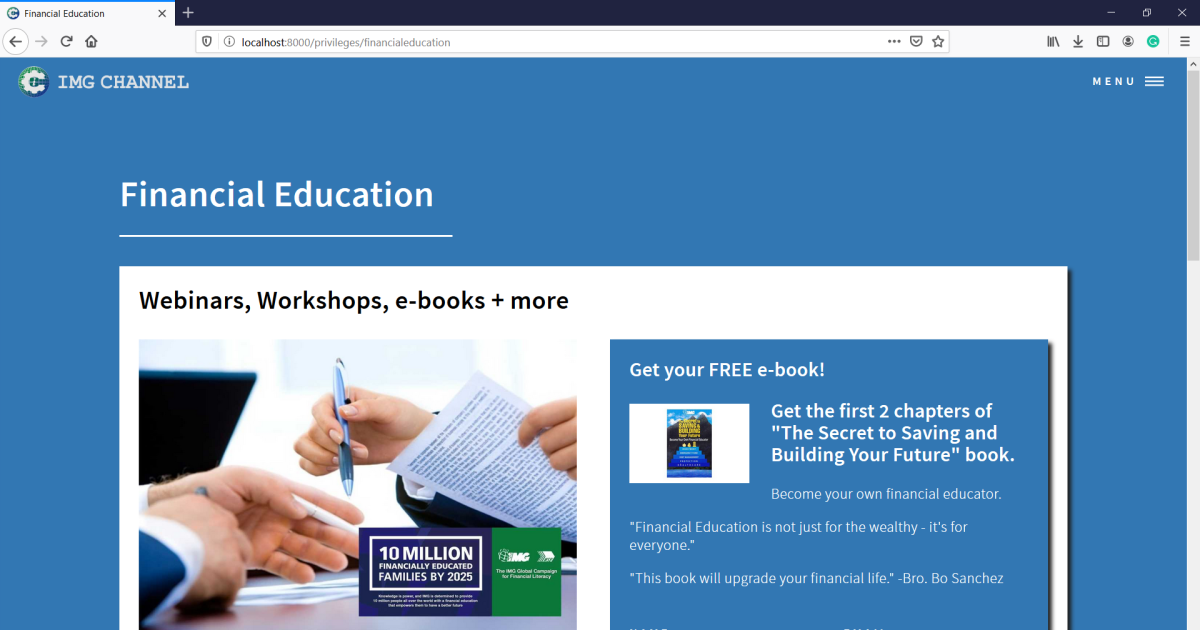 Financial Education
localhost:8000/privileges/financialeducation
IMG CHANNEL
MENU
Financial Education
Webinars, Workshops, e-books + more
10 MILLION
FINANCIALLY EDUCATED
FAMILIES BY 2025
Knowledge is power, and IMG is determined to provide
10 million people all over the world with a financial education
that empowers them to have a better future
IMG
The IMG Global Campaign
for Financial Literacy
Get your FREE e-book!
SAVING &
BUILDING
Your Future
Get the first 2 chapters of
"The Secret to Saving and
Building Your Future" book.
Become your own financial educator.
"Financial Education is not just for the wealthy - it's for
everyone."
"This book will upgrade your financial life." -Bro. Bo Sanchez